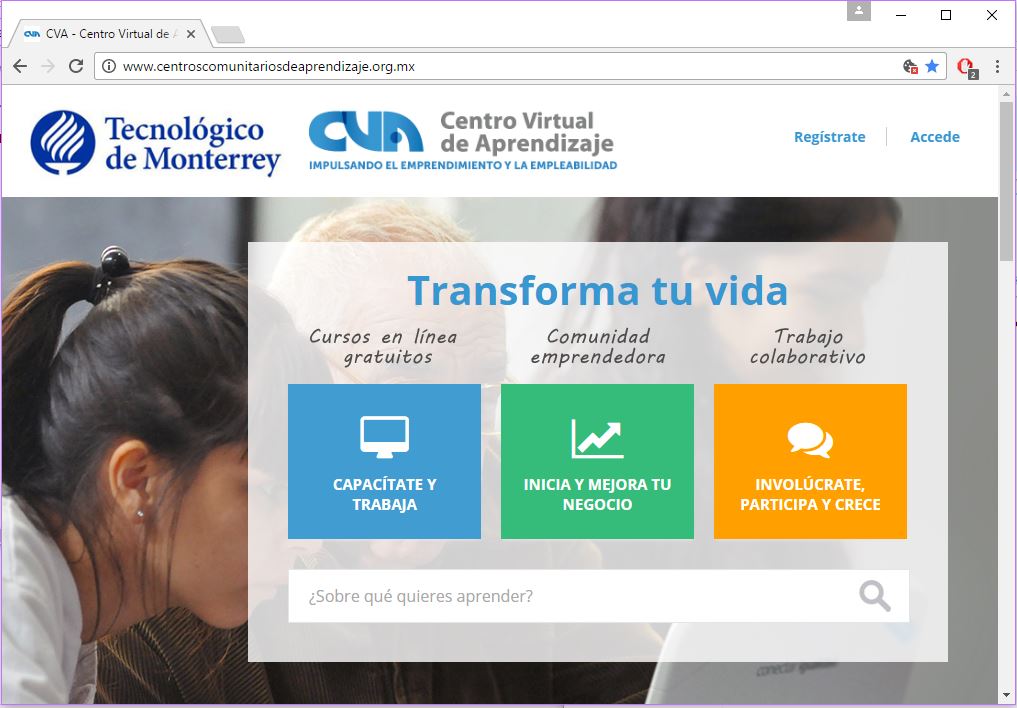 CVA - Centro Virtual de
www.centroscomunitariosdeaprendizaje.org.mx
2
Tecnológico
de Monterrey
CVA
Centro Virtual
de Aprendizaje
IMPULSANDO EL EMPRENDIMIENTO Y LA EMPLEABILIDAD
Regístrate
Accede
Transforma tu vida
Cursos en línea
gratuitos
Comunidad
emprendedora
Trabajo
colaborativo
CAPACÍTATE Y
TRABAJA
INICIA Y MEJORA TU
NEGOCIO
INVOLÚCRATE,
PARTICIPA Y CRECE
¿Sobre qué quieres aprender?